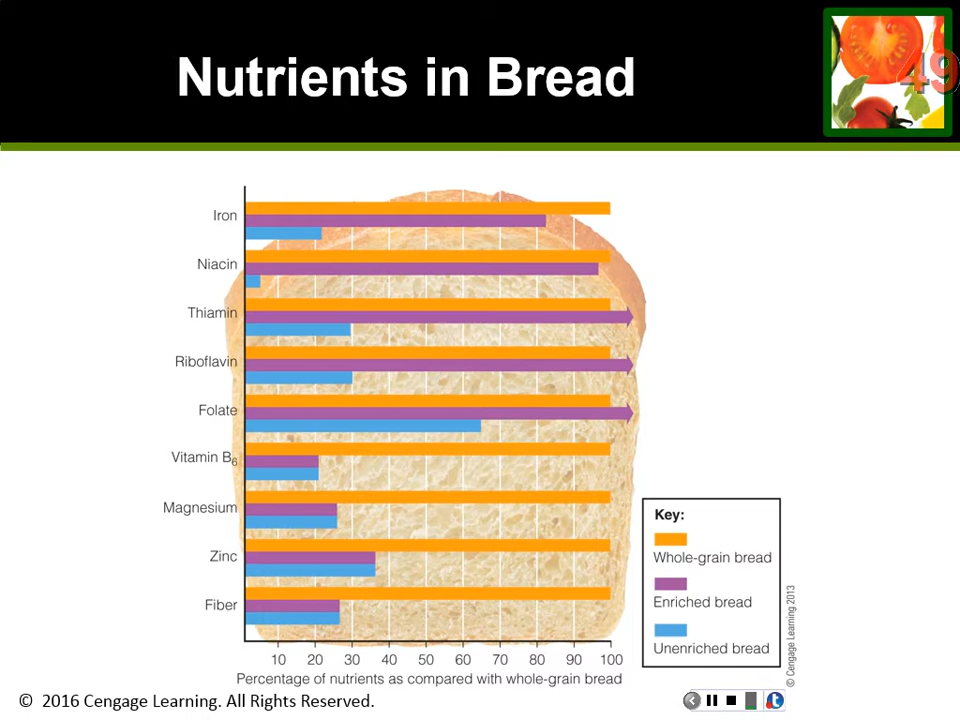 Nutrients in Bread
49
Iron
Niacin
Thiamin
Riboflavin
Folate
Vitamin B6
Magnesium
Zinc
Fiber
10 20 30 40 50 60 70 80 90 100
Percentage of nutrients as compared with whole-grain bread
Key:
Whole-grain bread
Enriched bread
Unenriched bread
© Cengage Learning 2013
© 2016 Cengage Learning. All Rights Reserved.
t